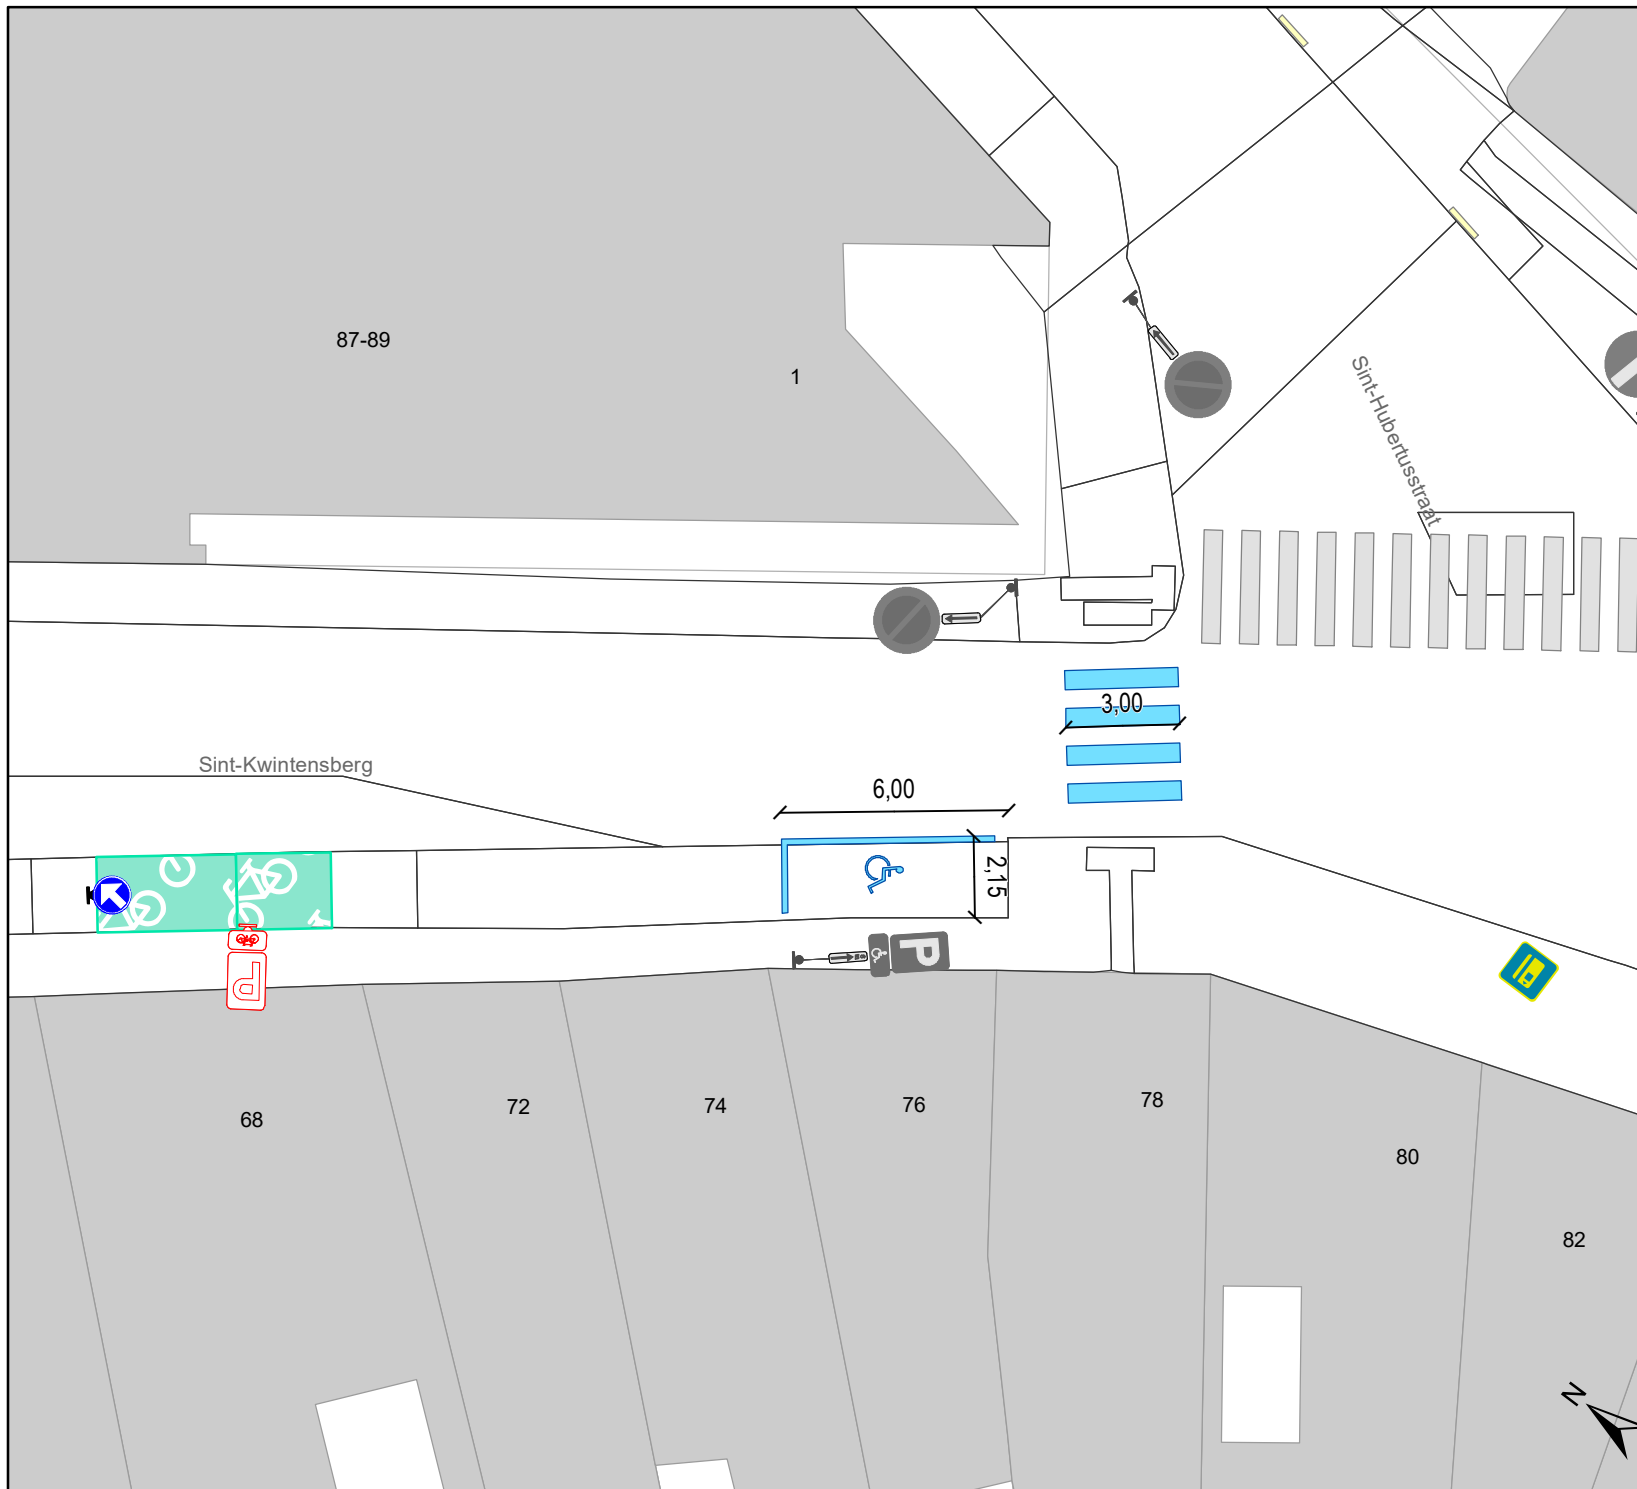 87-89
1
Sint-Hubertusstraat
3,00
Sint-Kwintensberg
6,00
2,15
P
P
72
74
76
78
68
80
82
N